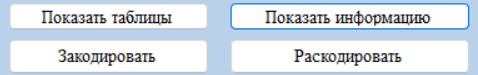 Показать таблицы
Показать информацию
Закодировать
Раскодировать